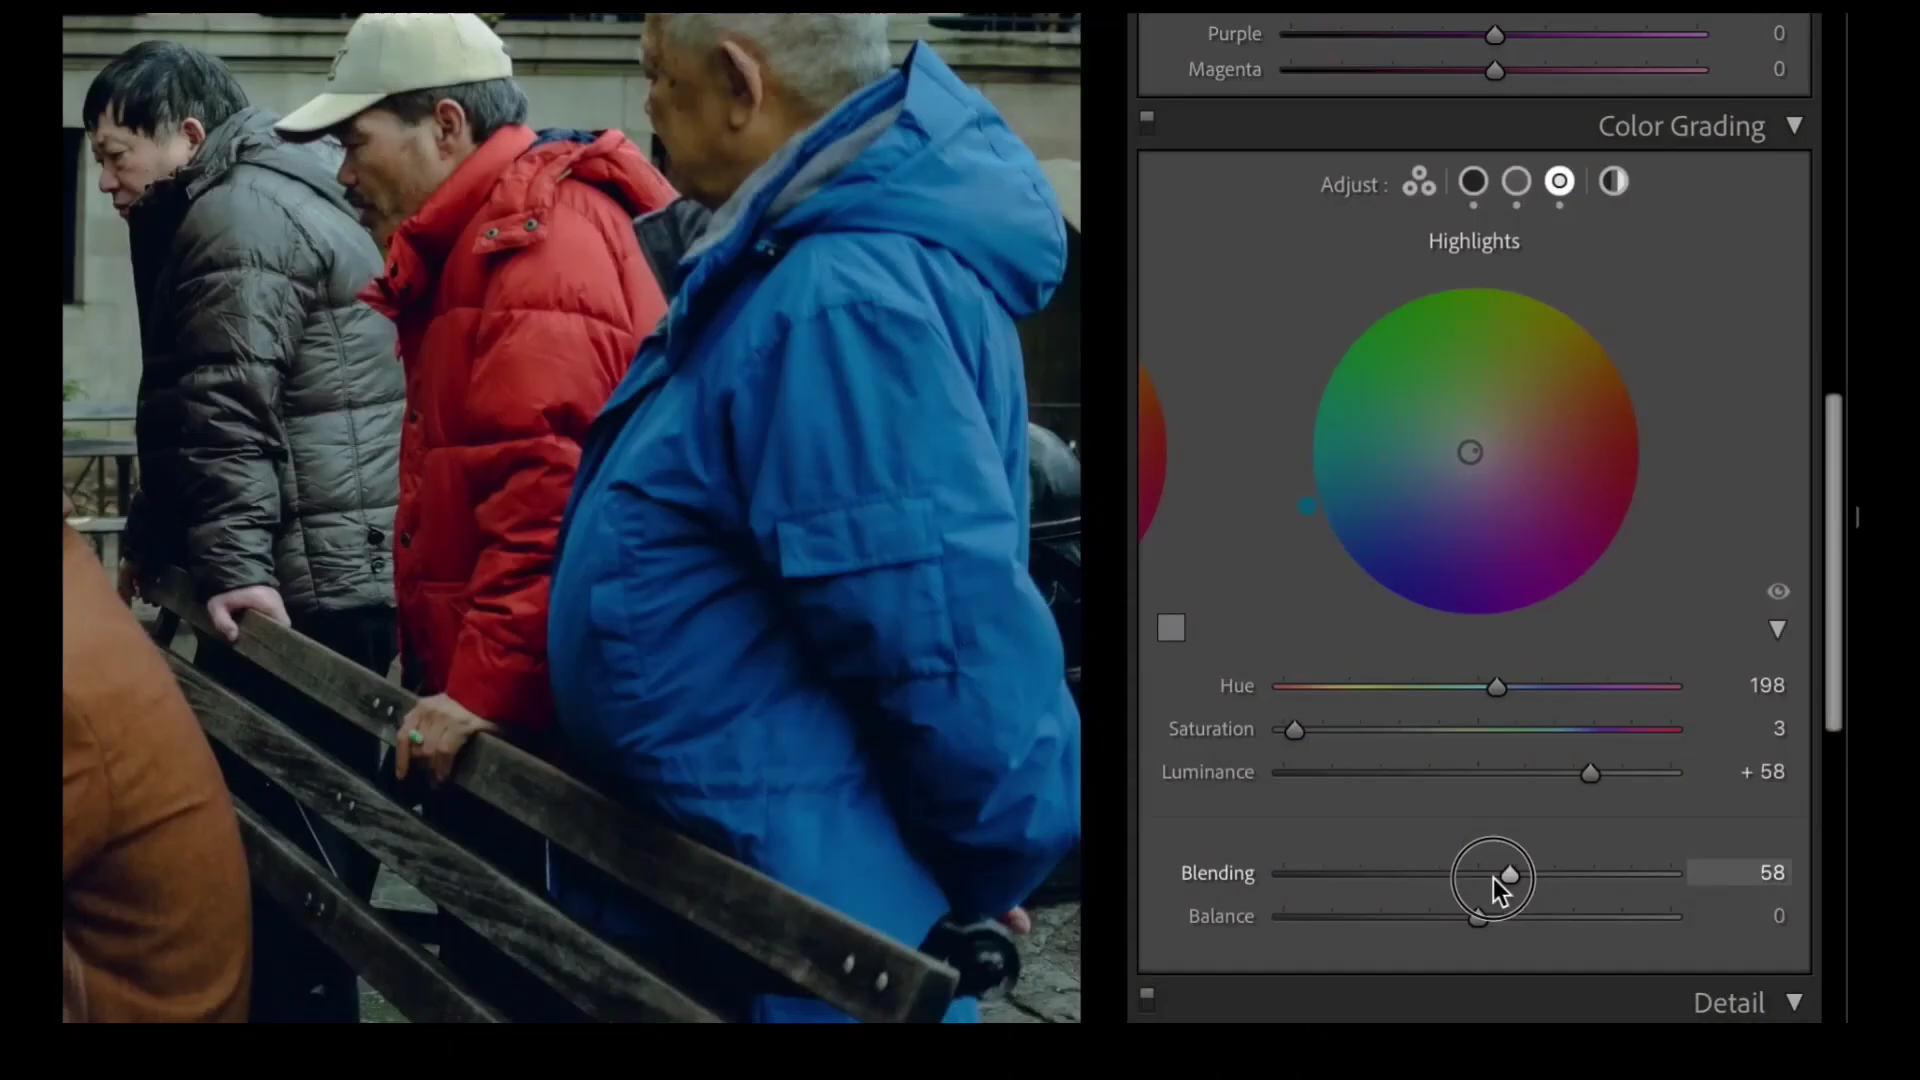 Purple 0
Magenta 0
Color Grading
Adjust :
Highlights
Hue 198
Saturation 3
Luminance + 58
Blending 58
Balance 0
Detail